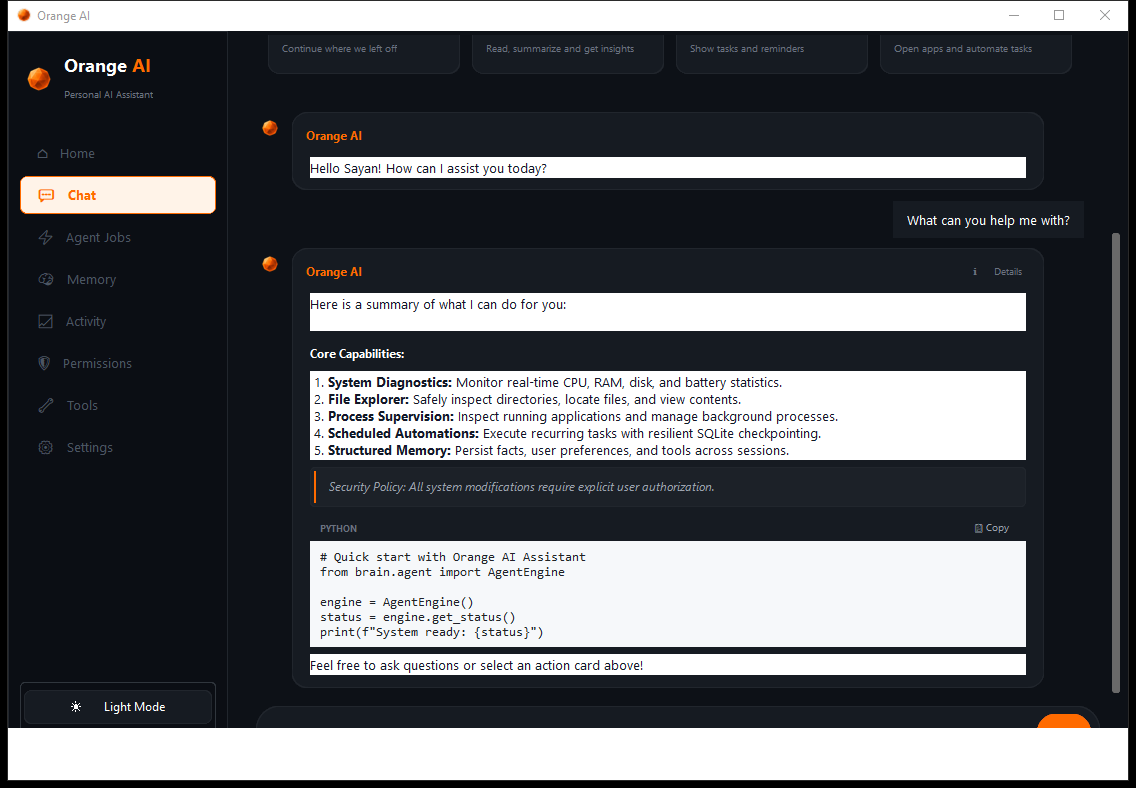 Orange AI
Orange AI
Personal AI Assistant
Home
Chat
Agent Jobs
Memory
Activity
Permissions
Tools
Settings
Light Mode
Continue where we left off
Read, summarize and get insights
Show tasks and reminders
Open apps and automate tasks
Orange AI
Hello Sayan! How can I assist you today?
What can you help me with?
Orange AI
i Details
Here is a summary of what I can do for you:
Core Capabilities:
1. System Diagnostics: Monitor real-time CPU, RAM, disk, and battery statistics.
2. File Explorer: Safely inspect directories, locate files, and view contents.
3. Process Supervision: Inspect running applications and manage background processes.
4. Scheduled Automations: Execute recurring tasks with resilient SQLite checkpointing.
5. Structured Memory: Persist facts, user preferences, and tools across sessions.
Security Policy: All system modifications require explicit user authorization.
PYTHON
Copy
# Quick start with Orange AI Assistant
from brain.agent import AgentEngine
engine = AgentEngine()
status = engine.get_status()
print(f"System ready: {status}")
Feel free to ask questions or select an action card above!